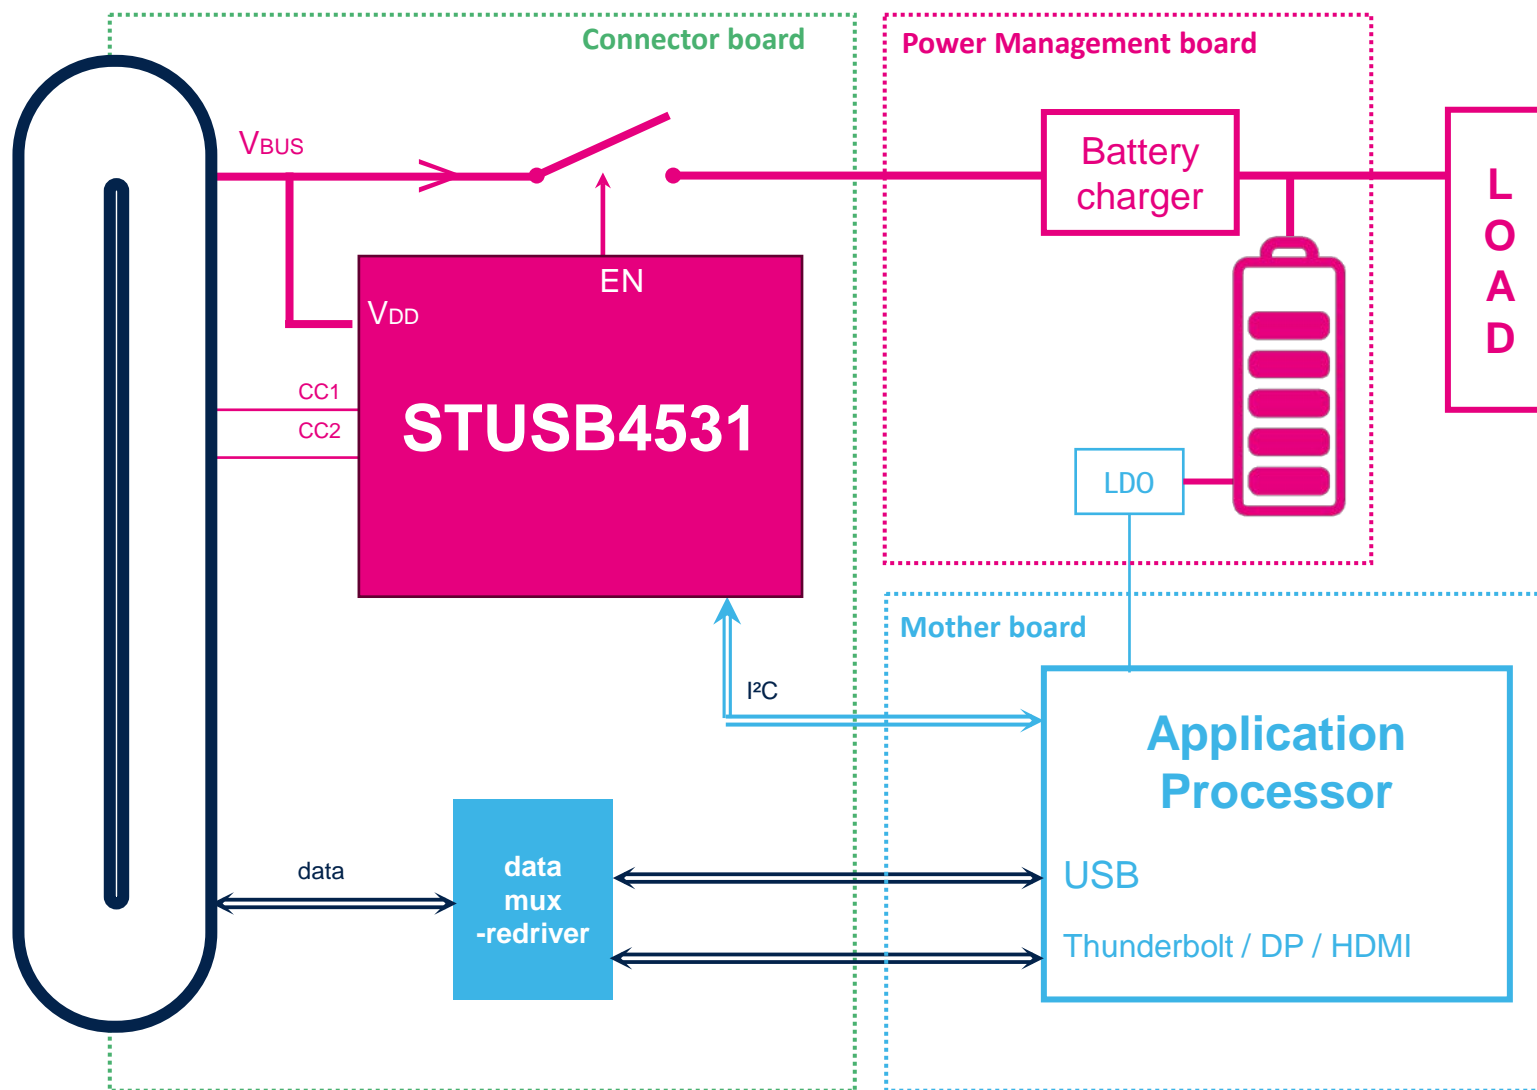 Connector board
Power Management board
VBUS
Battery
charger
L
O
A
D
EN
VDD
CC1
CC2
STUSB4531
LDO
Mother board
I²C
Application
Processor
data
data
mux
-redriver
USB
Thunderbolt / DP / HDMI